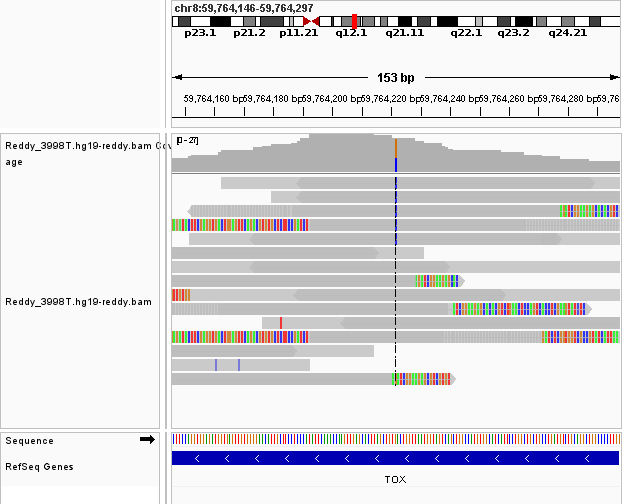 chr8:59,764,146-59,764,297
p23.1 p21.2 p11.21 q12.1 q21.11 q22.1 q23.2 q24.21
153 bp
59,764,160 bp 59,764,180 bp 59,764,200 bp 59,764,220 bp 59,764,240 bp 59,764,260 bp 59,764,280 bp 59,76
Reddy_3998T.hg19-reddy.bam Cov
age
[0 - 27]
Reddy_3998T.hg19-reddy.bam
Sequence
RefSeq Genes
TOX